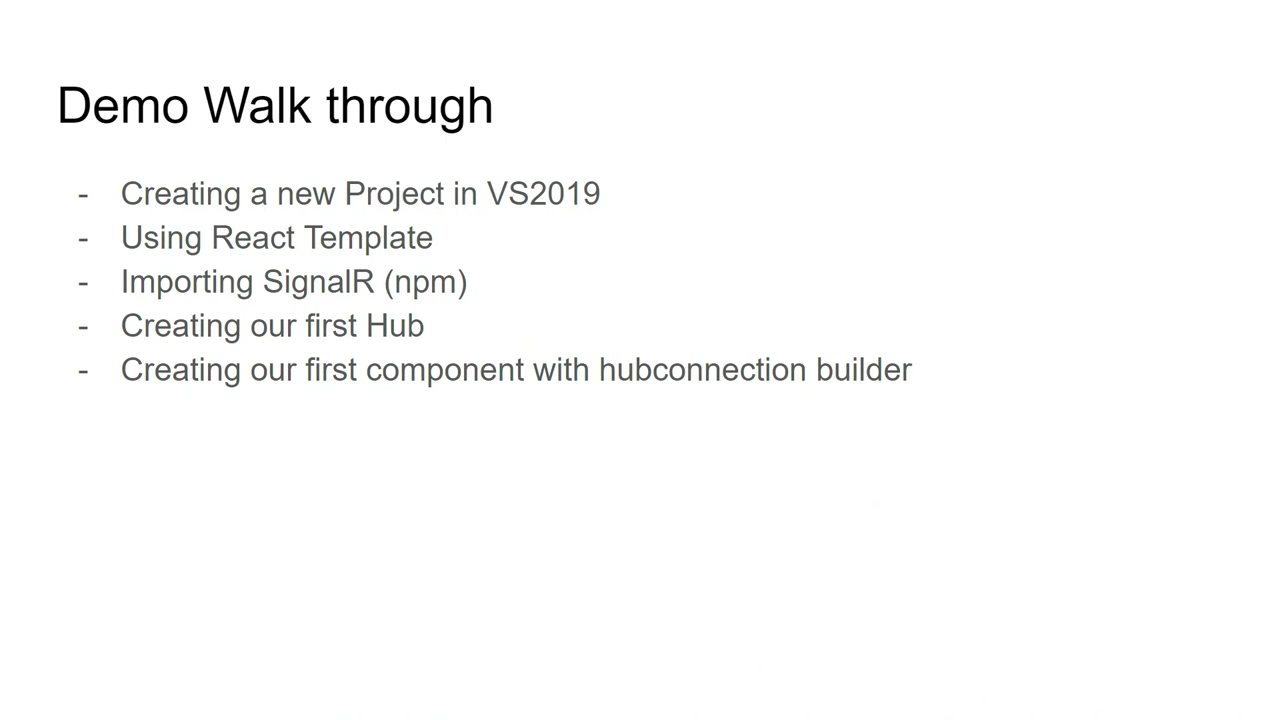 Demo Walk through
- Creating a new Project in VS2019
- Using React Template
- Importing SignalR (npm)
- Creating our first Hub
- Creating our first component with hubconnection builder